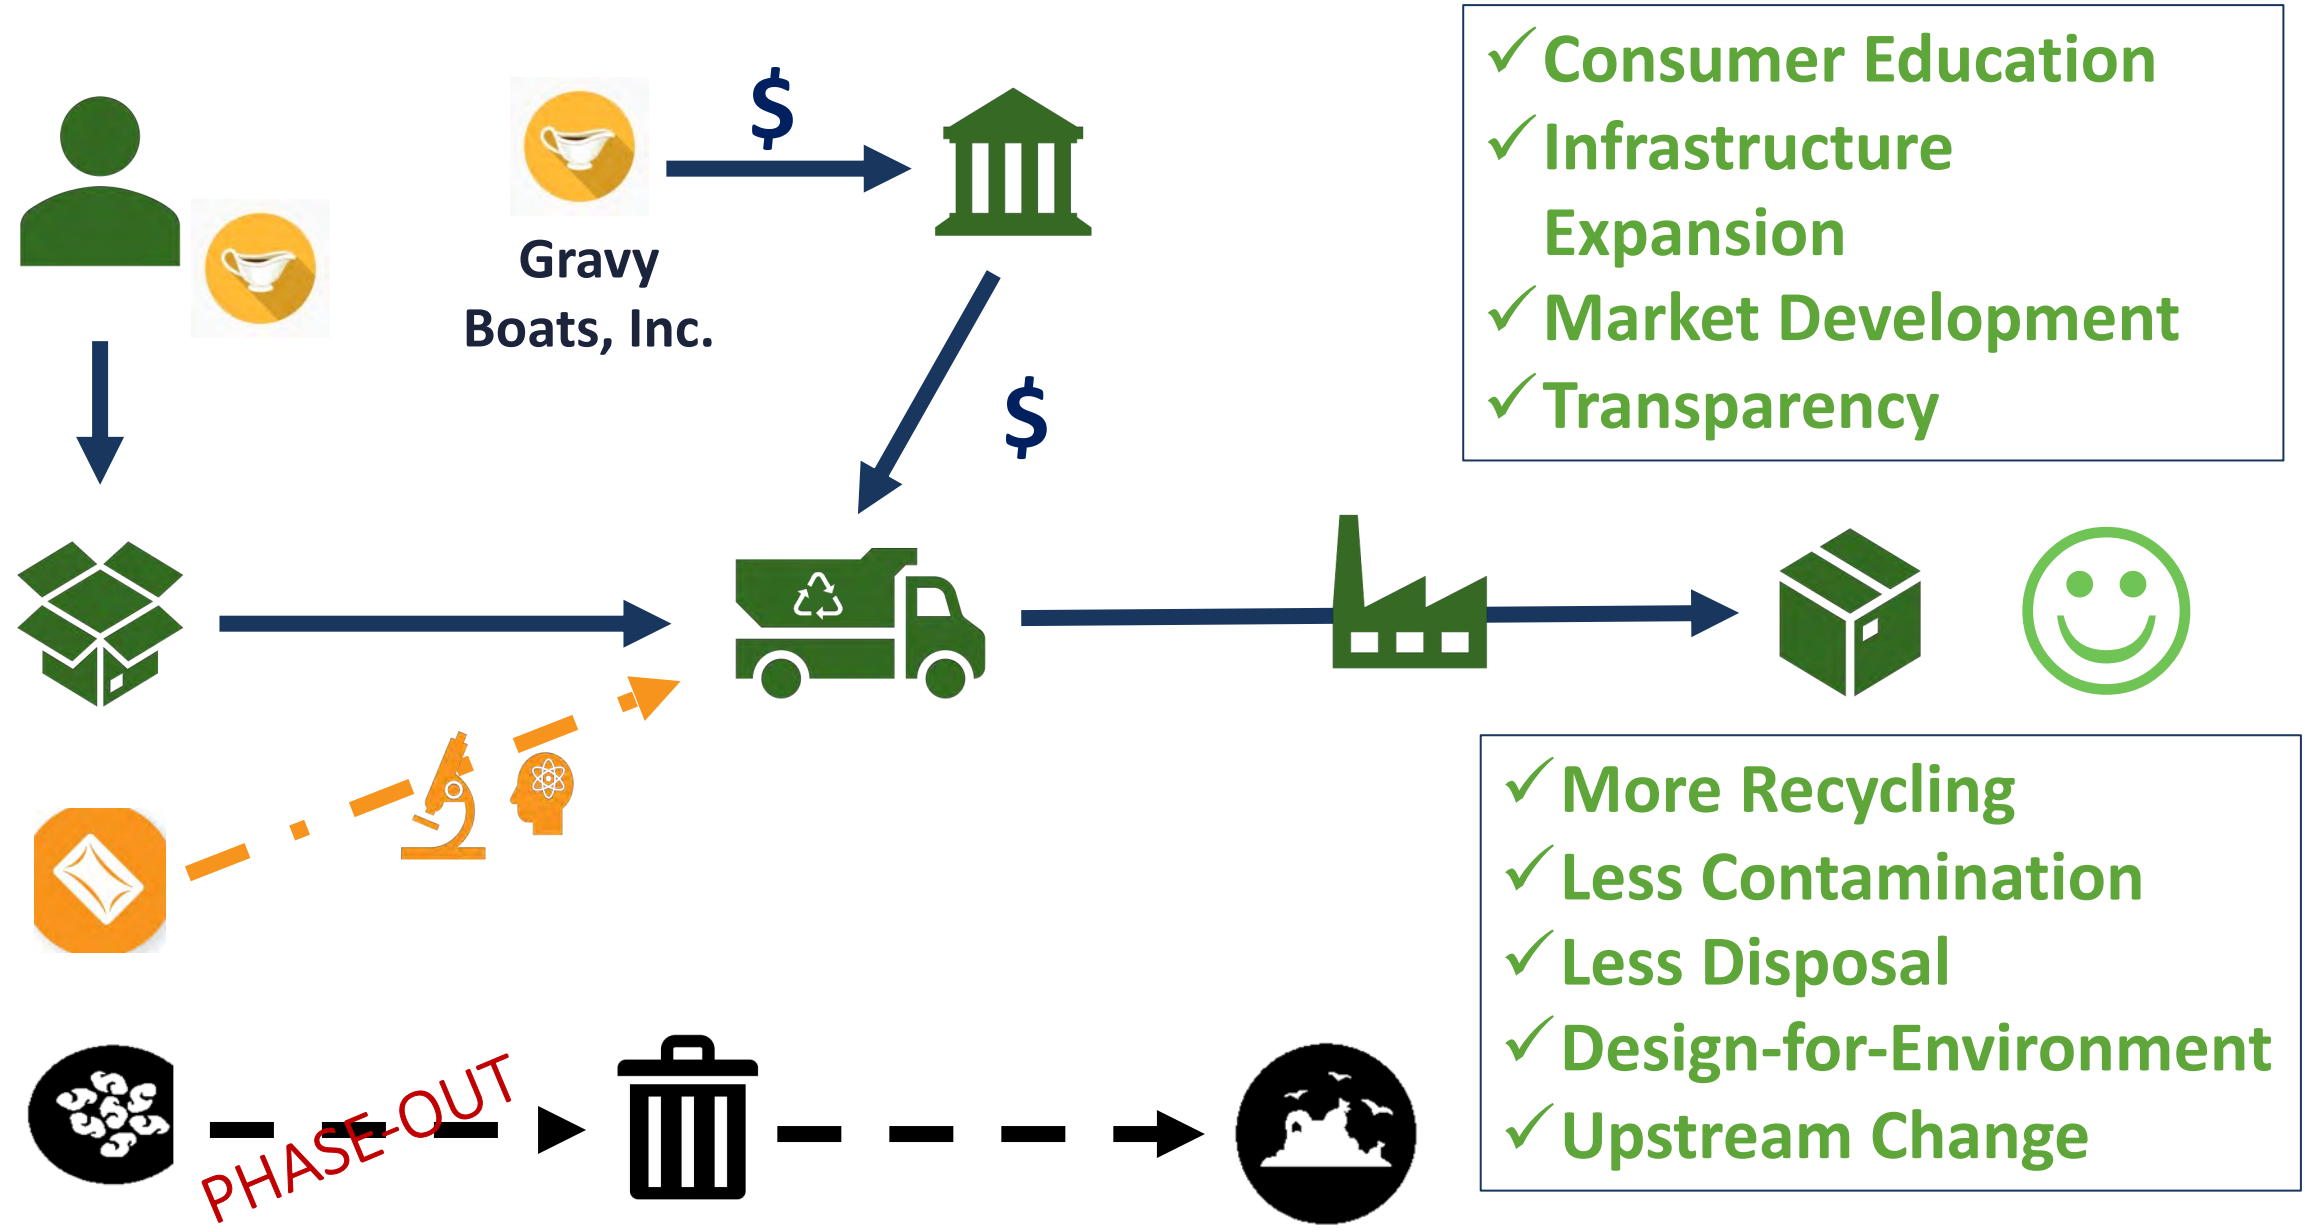 $
Gravy
Boats, Inc.
$
✓Consumer Education
✓Infrastructure
Expansion
✓Market Development
✓Transparency
✓More Recycling
✓Less Contamination
✓Less Disposal
✓Design-for-Environment
✓Upstream Change
PHASE-OUT